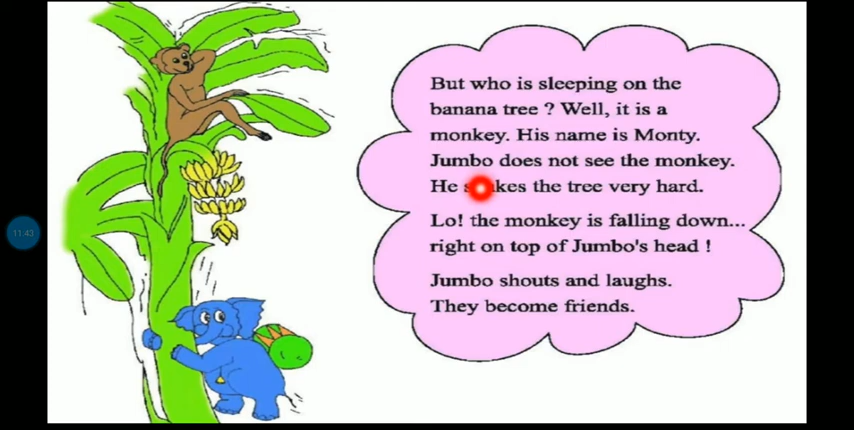 But who is sleeping on the
banana tree ? Well, it is a
monkey. His name is Monty.
Jumbo does not see the monkey.
He the tree very hard.
Lo! the monkey is falling down...
right on top of Jumbo's head !
Jumbo shouts and laughs.
They become friends.
11:43